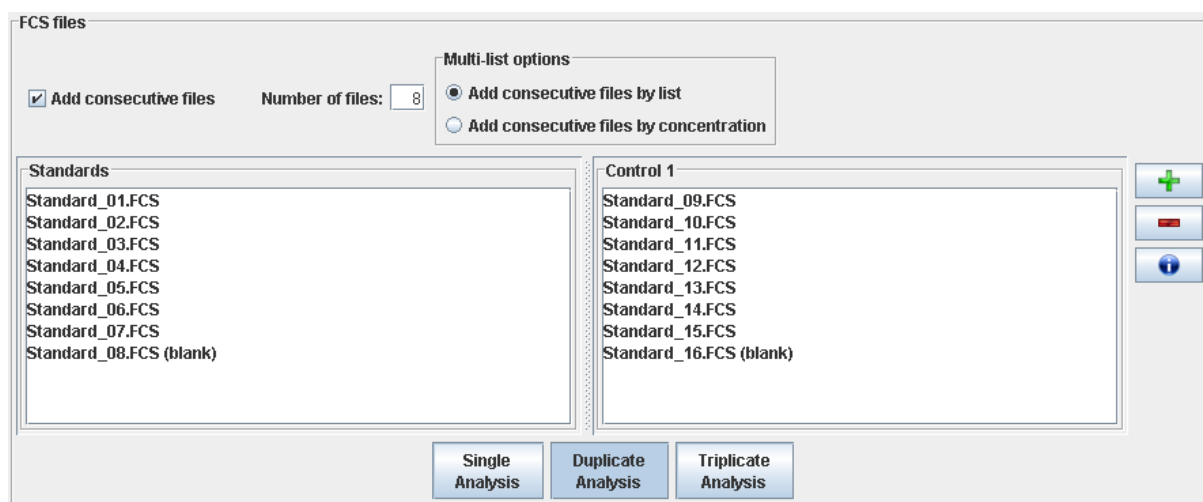 FCS files
Multi-list options
Add consecutive files Number of files: 8
Add consecutive files by list
Add consecutive files by concentration
Standards
Standard_01.FCS
Standard_02.FCS
Standard_03.FCS
Standard_04.FCS
Standard_05.FCS
Standard_06.FCS
Standard_07.FCS
Standard_08.FCS (blank)
Control 1
Standard_09.FCS
Standard_10.FCS
Standard_11.FCS
Standard_12.FCS
Standard_13.FCS
Standard_14.FCS
Standard_15.FCS
Standard_16.FCS (blank)
Single
Analysis
Duplicate
Analysis
Triplicate
Analysis